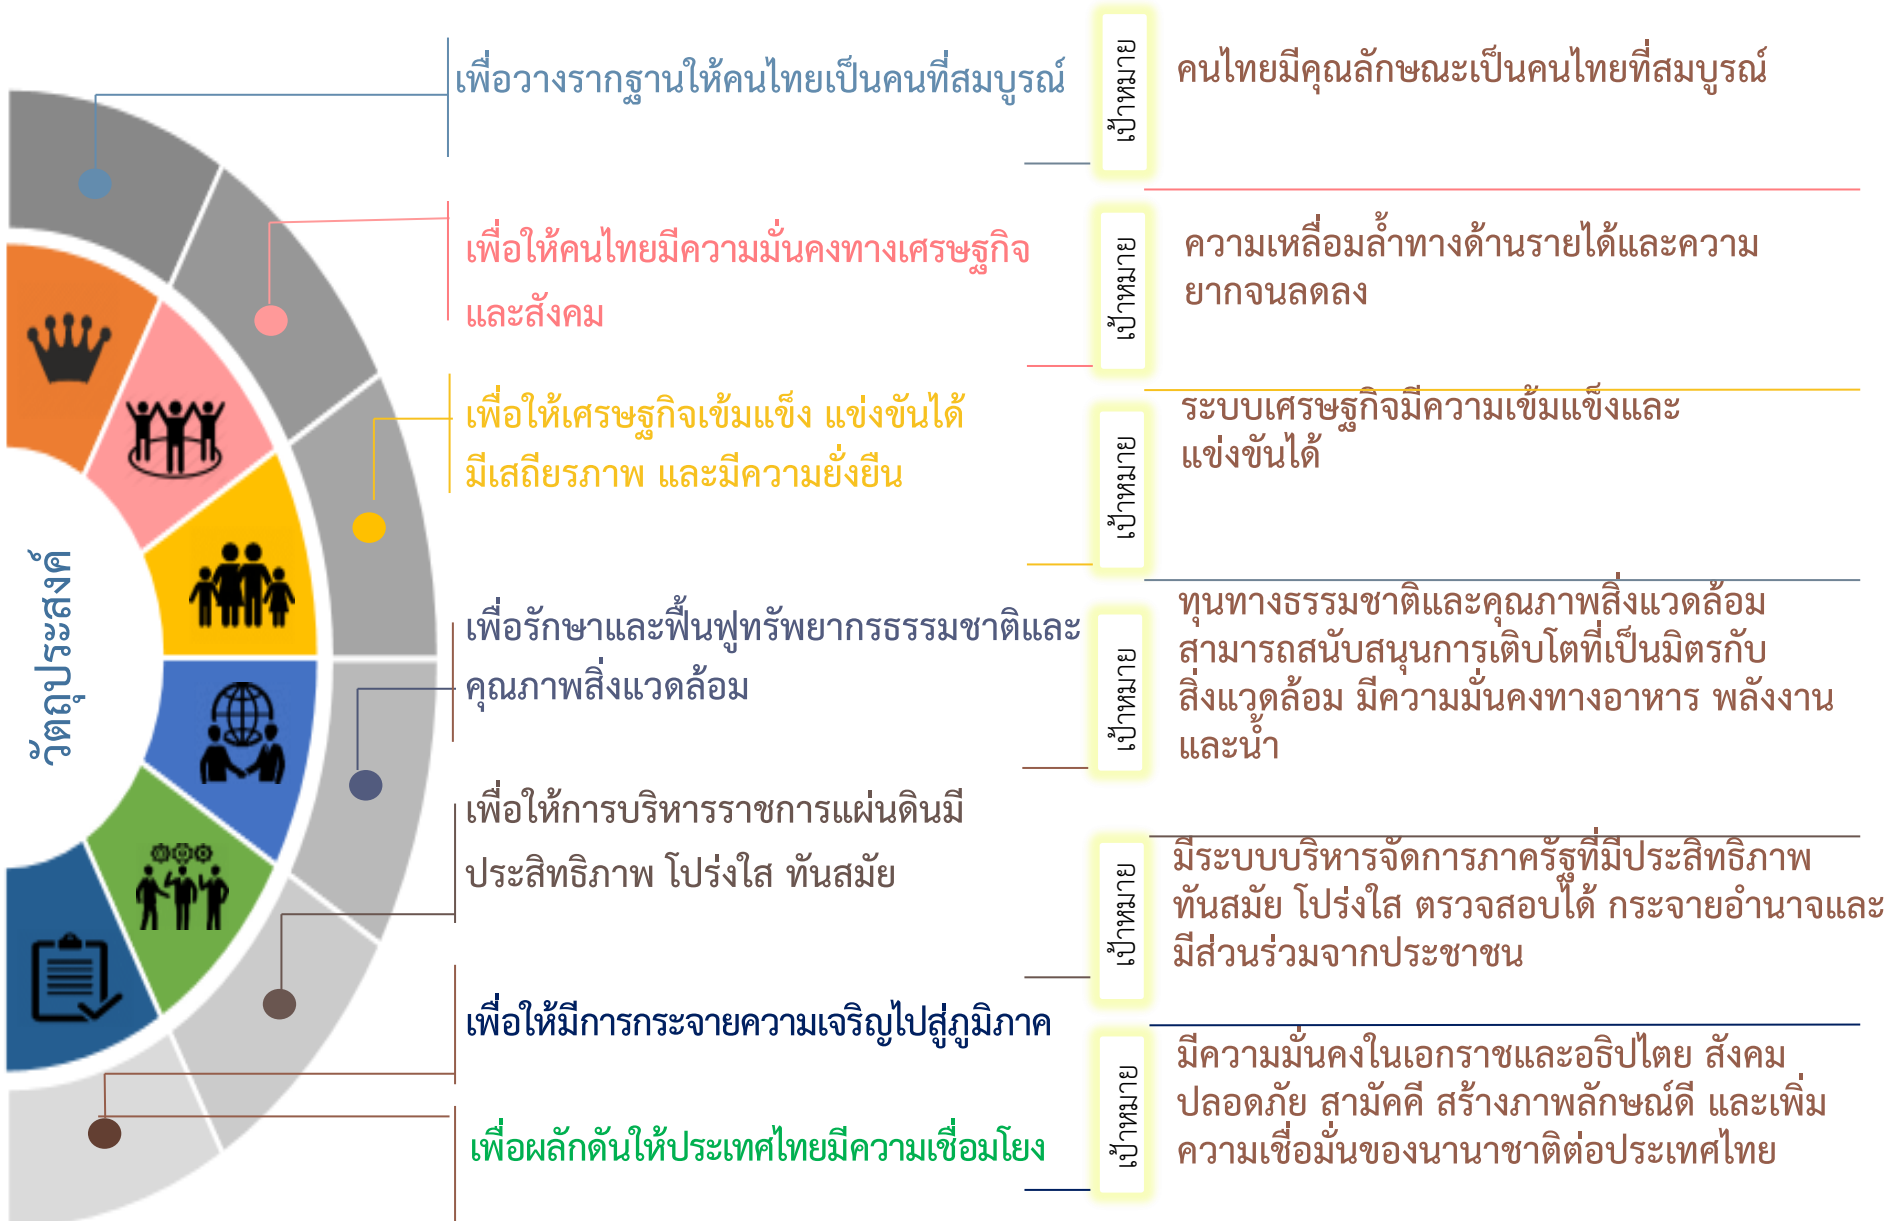 วัตถุประสงค์
เพื่อวางรากฐานให้คนไทยเป็นคนที่สมบูรณ์
เป้าหมาย
คนไทยมีคุณลักษณะเป็นคนไทยที่สมบูรณ์
เพื่อให้คนไทยมีความมั่นคงทางเศรษฐกิจ
และสังคม
เป้าหมาย
ความเหลื่อมล้ำทางด้านรายได้และความ
ยากจนลดลง
เพื่อให้เศรษฐกิจเข้มแข็ง แข่งขันได้
มีเสถียรภาพ และมีความยั่งยืน
เป้าหมาย
ระบบเศรษฐกิจมีความเข้มแข็งและ
แข่งขันได้
เพื่อรักษาและฟื้นฟูทรัพยากรธรรมชาติและ
คุณภาพสิ่งแวดล้อม
เป้าหมาย
ทุนทางธรรมชาติและคุณภาพสิ่งแวดล้อม
สามารถสนับสนุนการเติบโตที่เป็นมิตรกับ
สิ่งแวดล้อม มีความมั่นคงทางอาหาร พลังงาน
และน้ำ
เพื่อให้การบริหารราชการแผ่นดินมี
ประสิทธิภาพ โปร่งใส ทันสมัย
เป้าหมาย
มีระบบบริหารจัดการภาครัฐที่มีประสิทธิภาพ
ทันสมัย โปร่งใส ตรวจสอบได้ กระจายอำนาจและ
มีส่วนร่วมจากประชาชน
เพื่อให้มีการกระจายความเจริญไปสู่ภูมิภาค
เพื่อผลักดันให้ประเทศไทยมีความเชื่อมโยง
เป้าหมาย
มีความมั่นคงในเอกราชและอธิปไตย สังคม
ปลอดภัย สามัคคี สร้างภาพลักษณ์ดี และเพิ่ม
ความเชื่อมั่นของนานาชาติต่อประเทศไทย